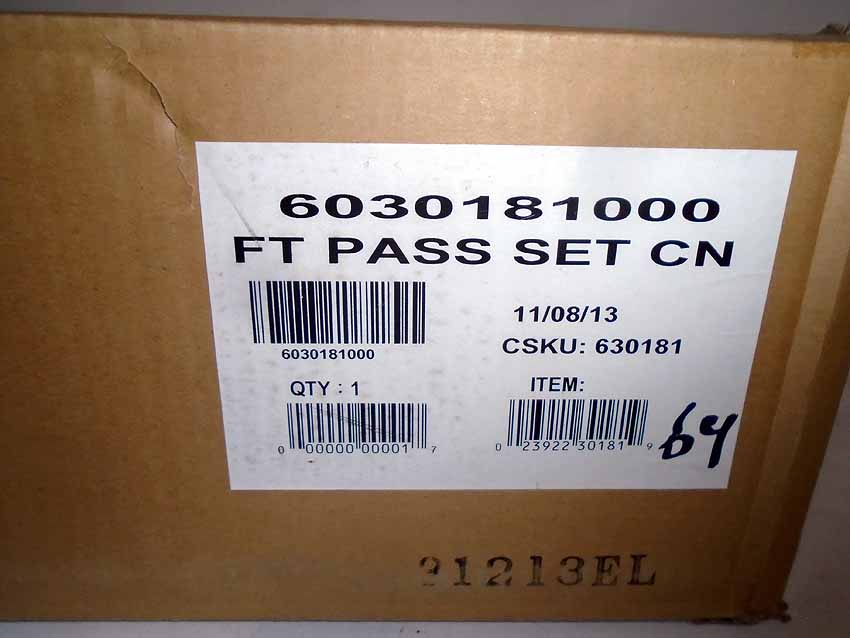 6030181000
FT PASS SET CN
6030181000
11/08/13
CSKU: 630181
QTY : 1
0 00000 00001 7
ITEM:
0 23922 30181 9
64